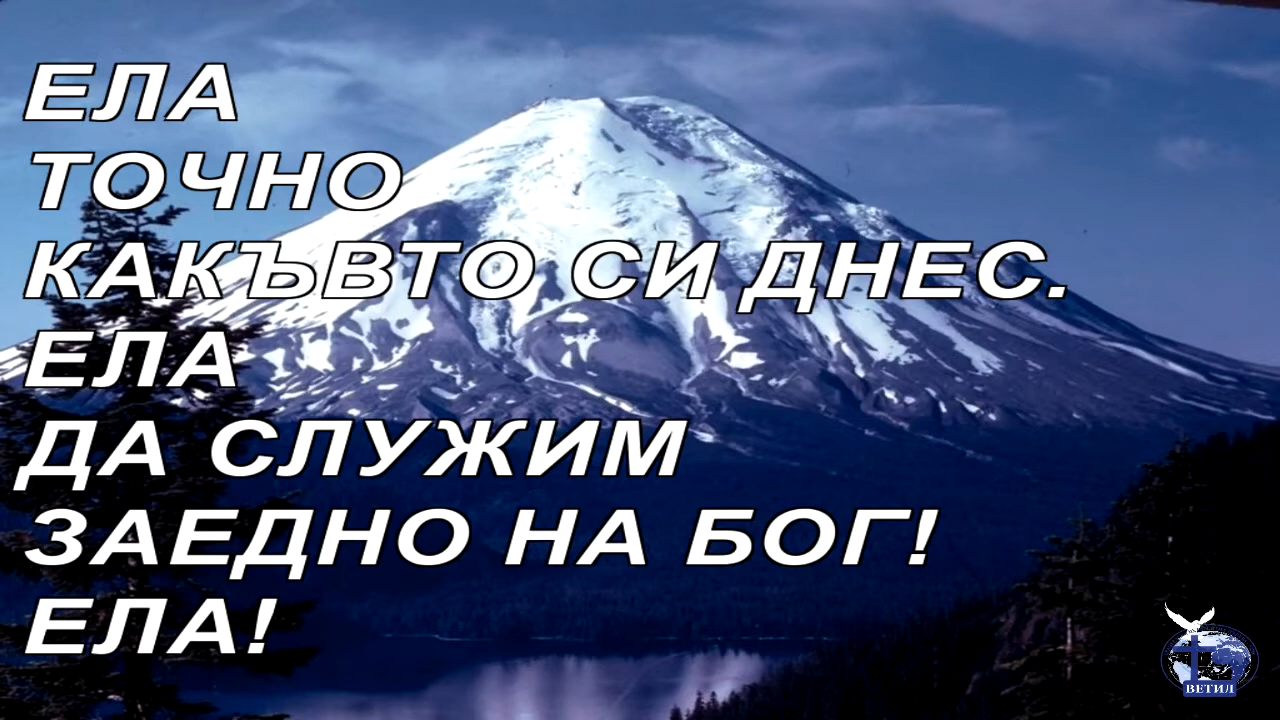 ЕЛА
ТОЧНО
КАКЪВТО СИ ДНЕС.
ЕЛА
ДА СЛУЖИМ
ЗАЕДНО НА БОГ!
ЕЛА!
ВЕТИЛ